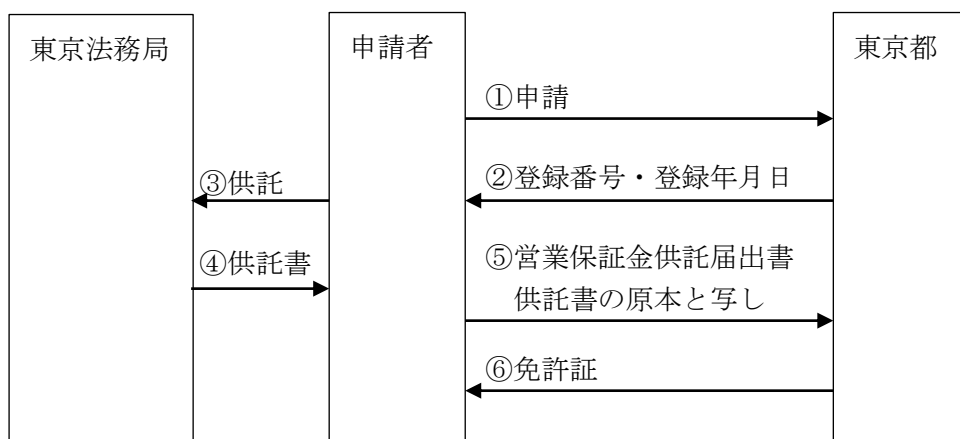 東京法務局
申請者
東京都
①申請
②登録番号・登録年月日
③供託
④供託書
⑤営業保証金供託届出書
供託書の原本と写し
⑥免許証